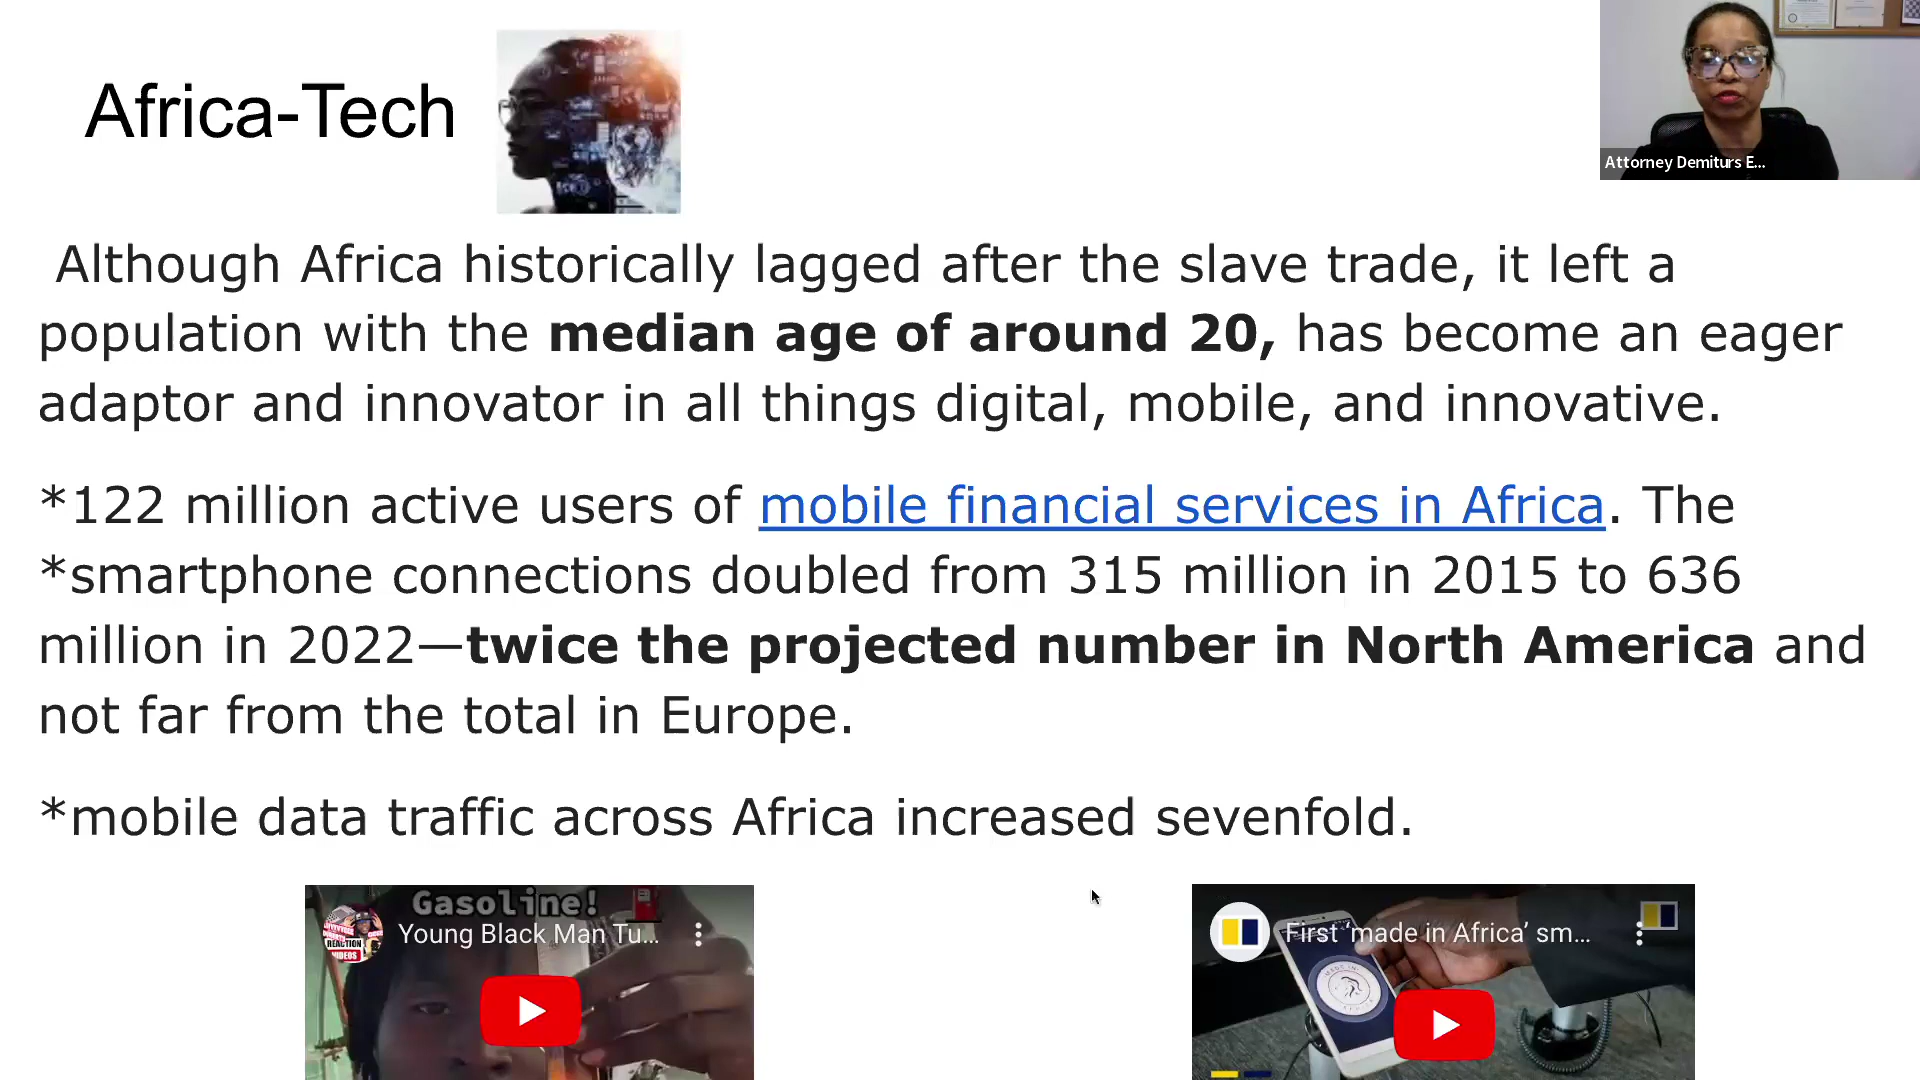 Africa-Tech
Attorney Demiturs E...
Although Africa historically lagged after the slave trade, it left a
population with the median age of around 20, has become an eager
adaptor and innovator in all things digital, mobile, and innovative.
*122 million active users of mobile financial services in Africa. The
*smartphone connections doubled from 315 million in 2015 to 636
million in 2022—twice the projected number in North America and
not far from the total in Europe.
*mobile data traffic across Africa increased sevenfold.
Gasoline!
REACTION
VIDEOS
Young Black Man Tu...
First ‘made in Africa’ sm...
MADE IN